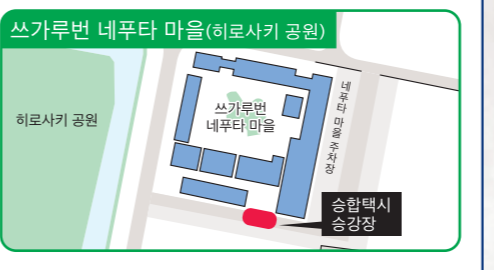 쓰가루번 네푸타 마을(히로사키 공원)
히로사키 공원
쓰가루번
네푸타 마을
네푸타 마을 주차장
승합택시
승강장